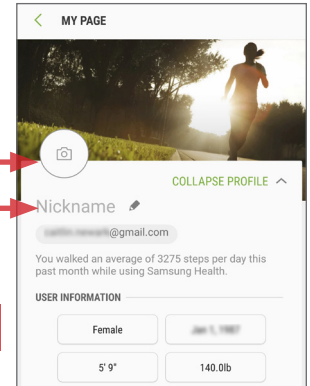 MY PAGE
COLLAPSE PROFILE
Nickname
@gmail.com
You walked an average of 3275 steps per day this
past month while using Samsung Health.
USER INFORMATION
Female
5' 9"
140.0lb